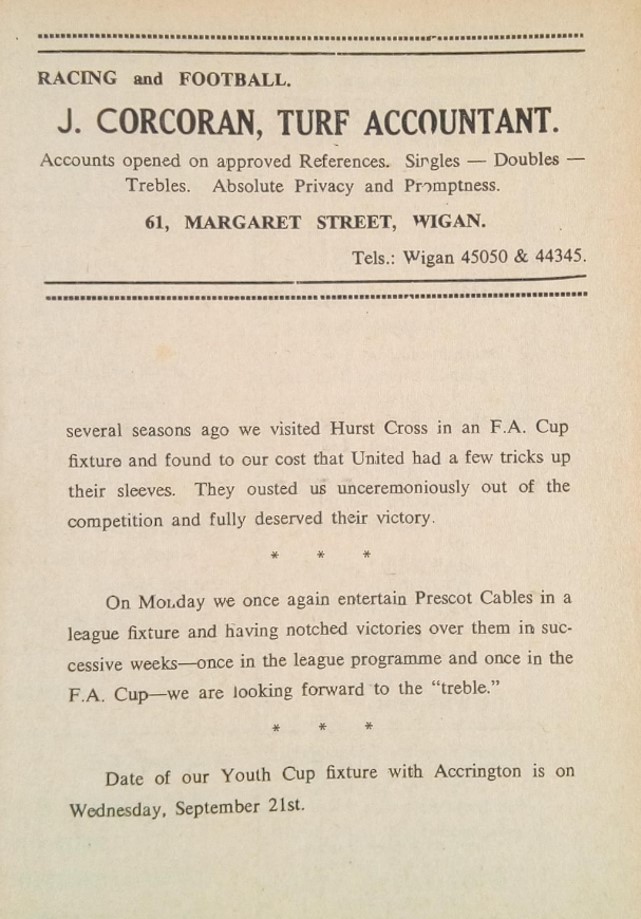 RACING and FOOTBALL.
J. CORCORAN, TURF ACCOUNTANT.
Accounts opened on approved References. Singles — Doubles —
Trebles. Absolute Privacy and Promptness.
61, MARGARET STREET, WIGAN.
Tels.: Wigan 45050 & 44345.
several seasons ago we visited Hurst Cross in an F.A. Cup
fixture and found to our cost that United had a few tricks up
their sleeves. They ousted us unceremoniously out of the
competition and fully deserved their victory.
* * *
On Monday we once again entertain Prescot Cables in a
league fixture and having notched victories over them in suc-
cessive weeks—once in the league programme and once in the
F.A. Cup—we are looking forward to the “treble.”
* * *
Date of our Youth Cup fixture with Accrington is on
Wednesday, September 21st.